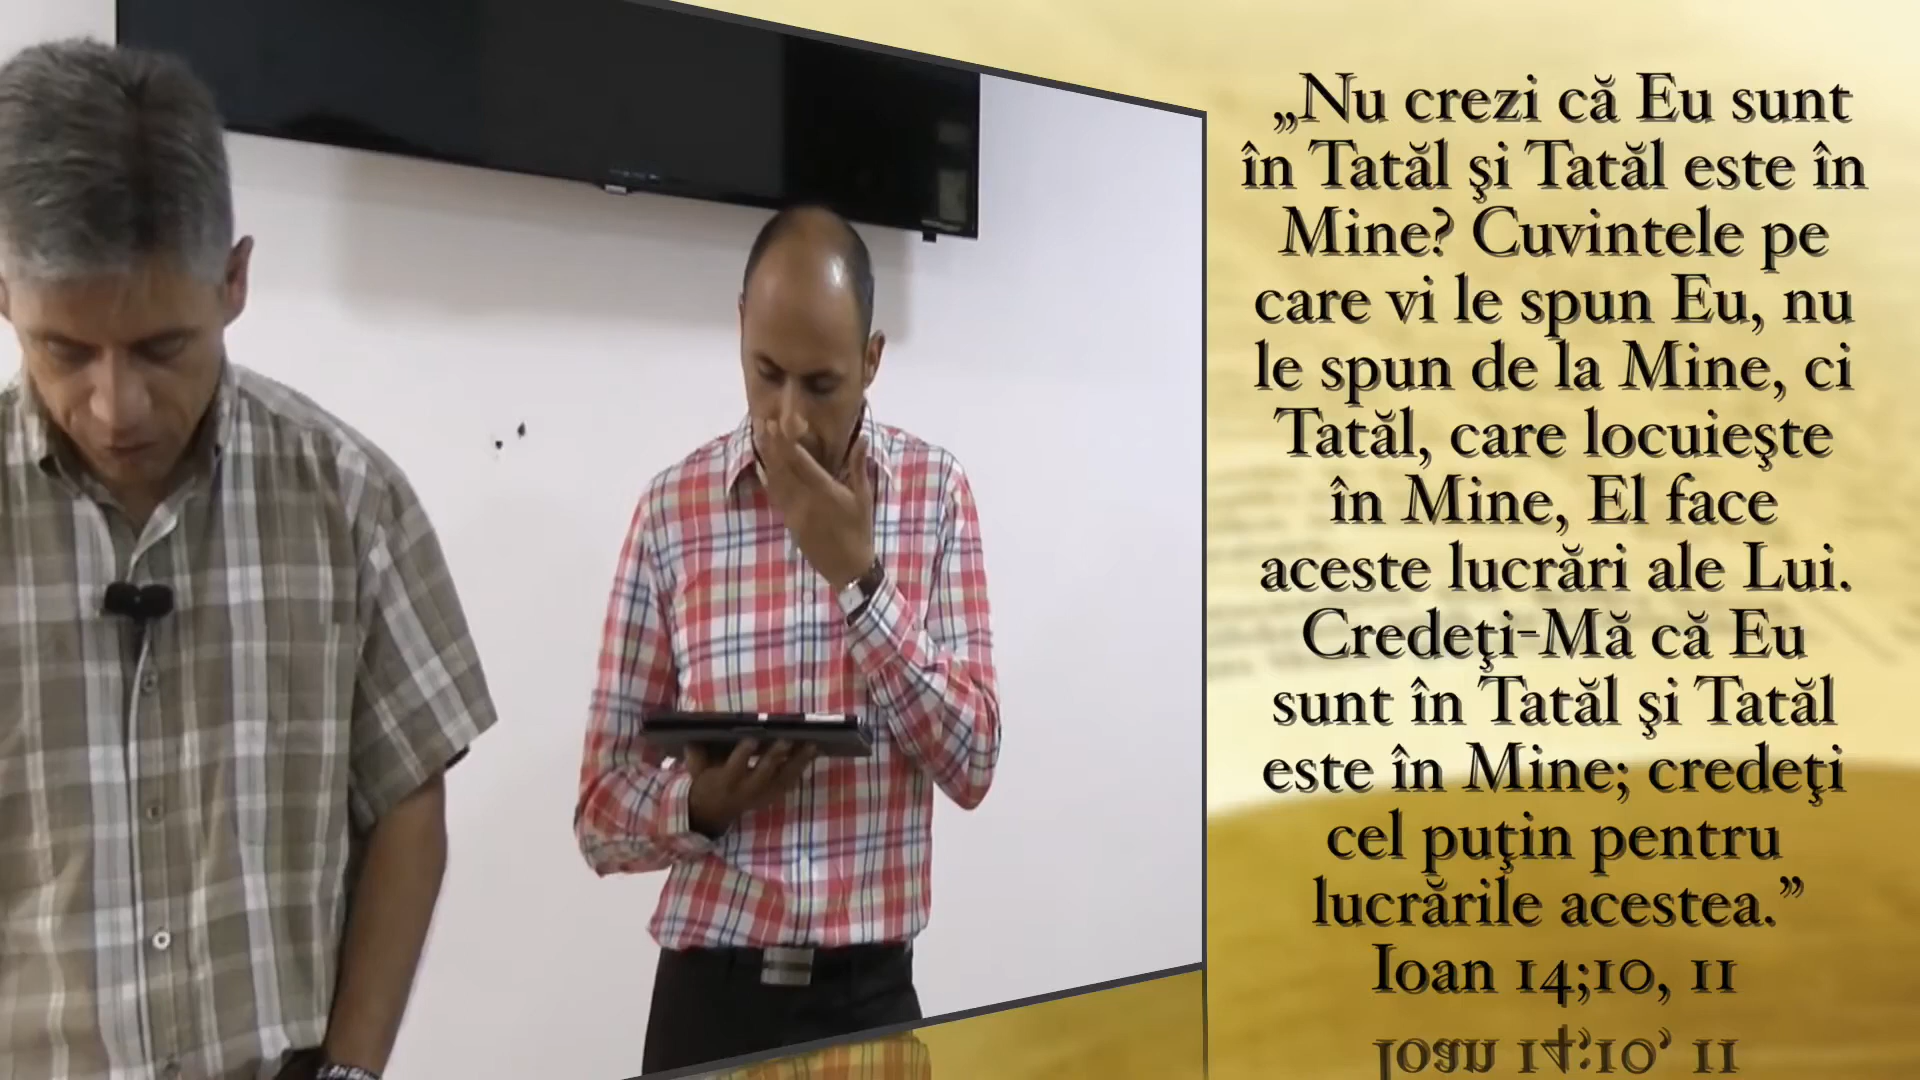 „Nu crezi că Eu sunt
în Tatăl şi Tatăl este în
Mine? Cuvintele pe
care vi le spun Eu, nu
le spun de la Mine, ci
Tatăl, care locuieşte
în Mine, El face
aceste lucrări ale Lui.
Credeţi-Mă că Eu
sunt în Tatăl şi Tatăl
este în Mine; credeţi
cel puţin pentru
lucrările acestea.”
Ioan 14;10, 11